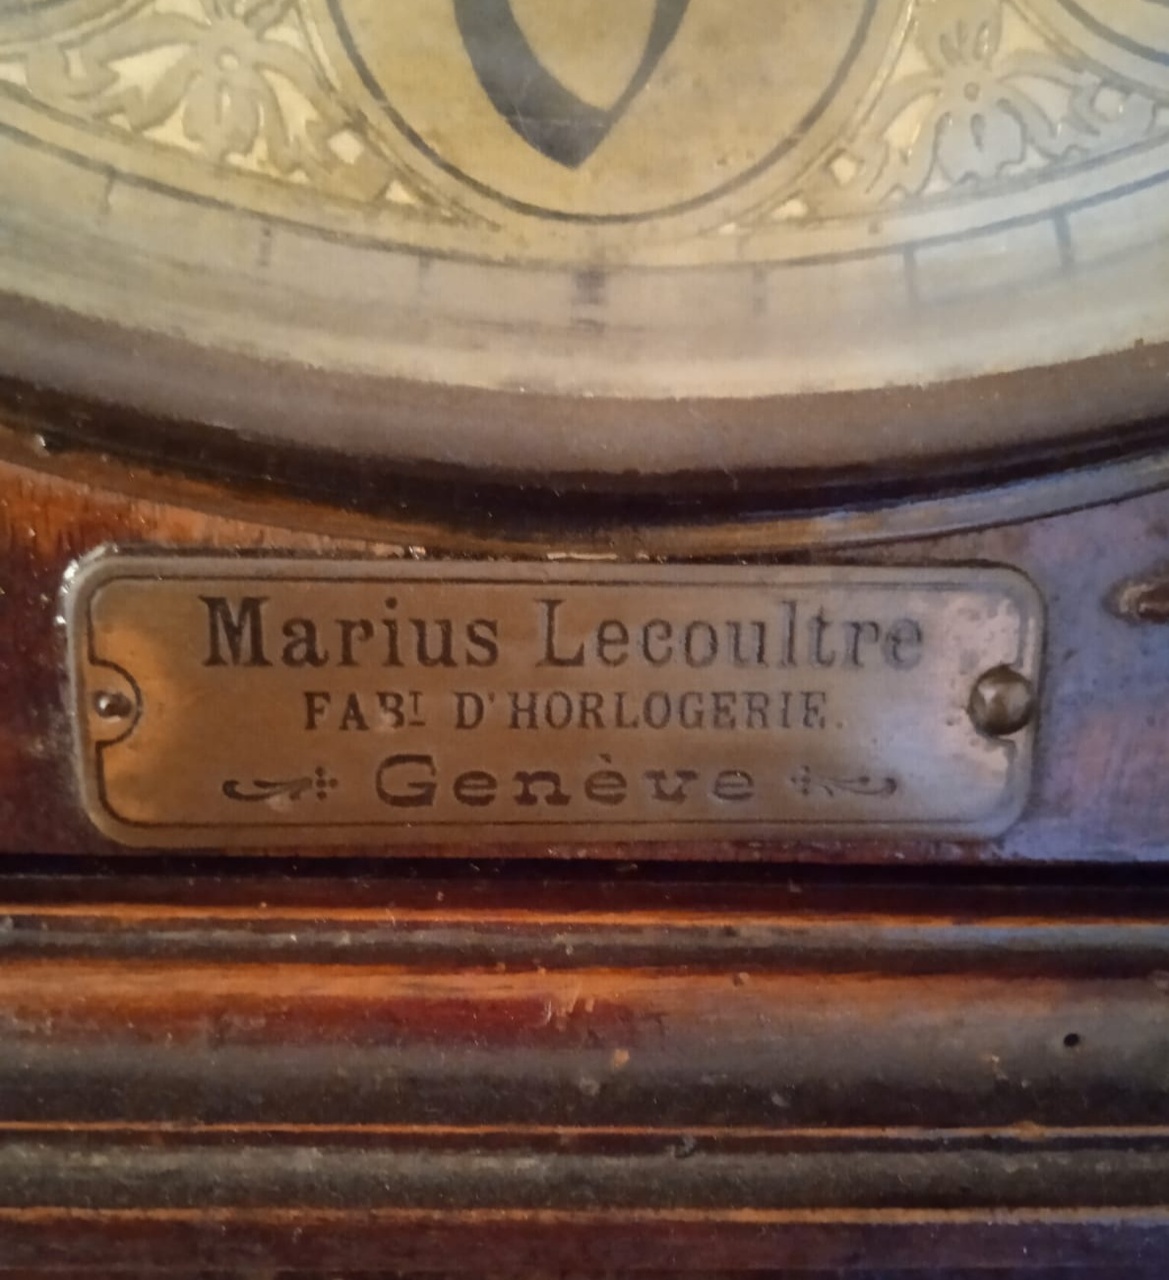 Marius Lecoultre
FABT D'HORLOGERIE.
Genève